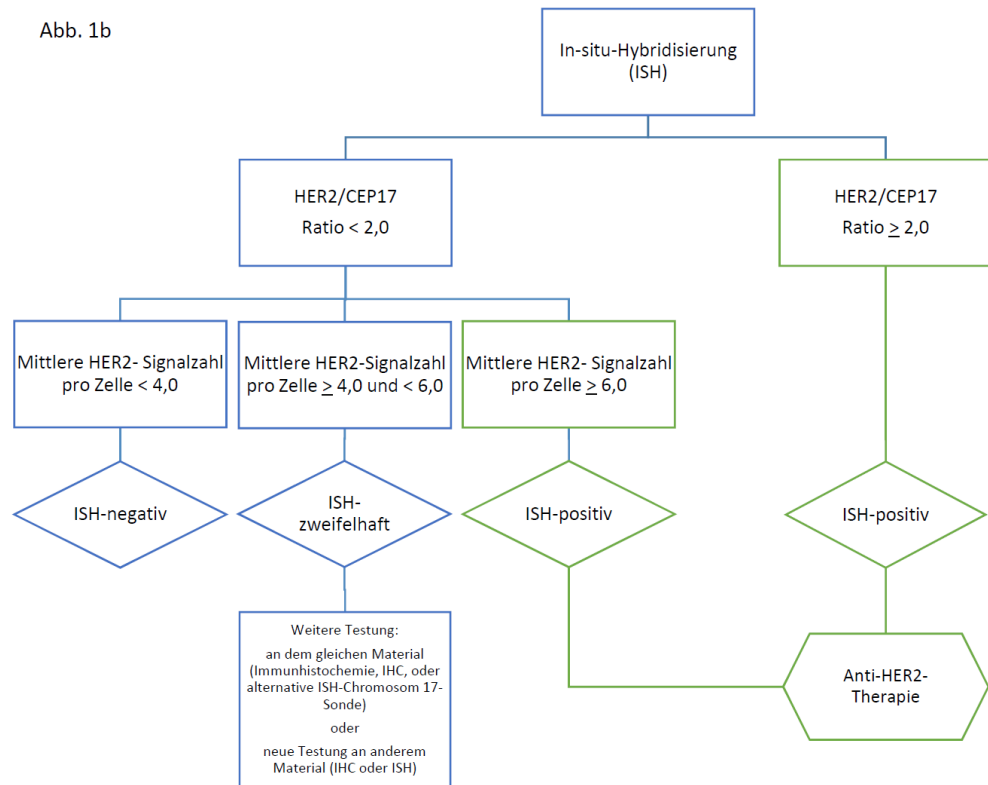 Abb. 1b
In-situ-Hybridisierung
(ISH)
HER2/CEP17
Ratio < 2,0
HER2/CEP17
Ratio ≥ 2,0
Mittlere HER2- Signalzahl
pro Zelle < 4,0
Mittlere HER2-Signalzahl
pro Zelle ≥ 4,0 und < 6,0
Mittlere HER2- Signalzahl
pro Zelle ≥ 6,0
ISH-negativ
ISH-
zweifelhaft
ISH-positiv
ISH-positiv
Weitere Testung:
an dem gleichen Material
(Immunhistochemie, IHC, oder
alternative ISH-Chromosom 17-
Sonde)
oder
neue Testung an anderem
Material (IHC oder ISH)
Anti-HER2-
Therapie